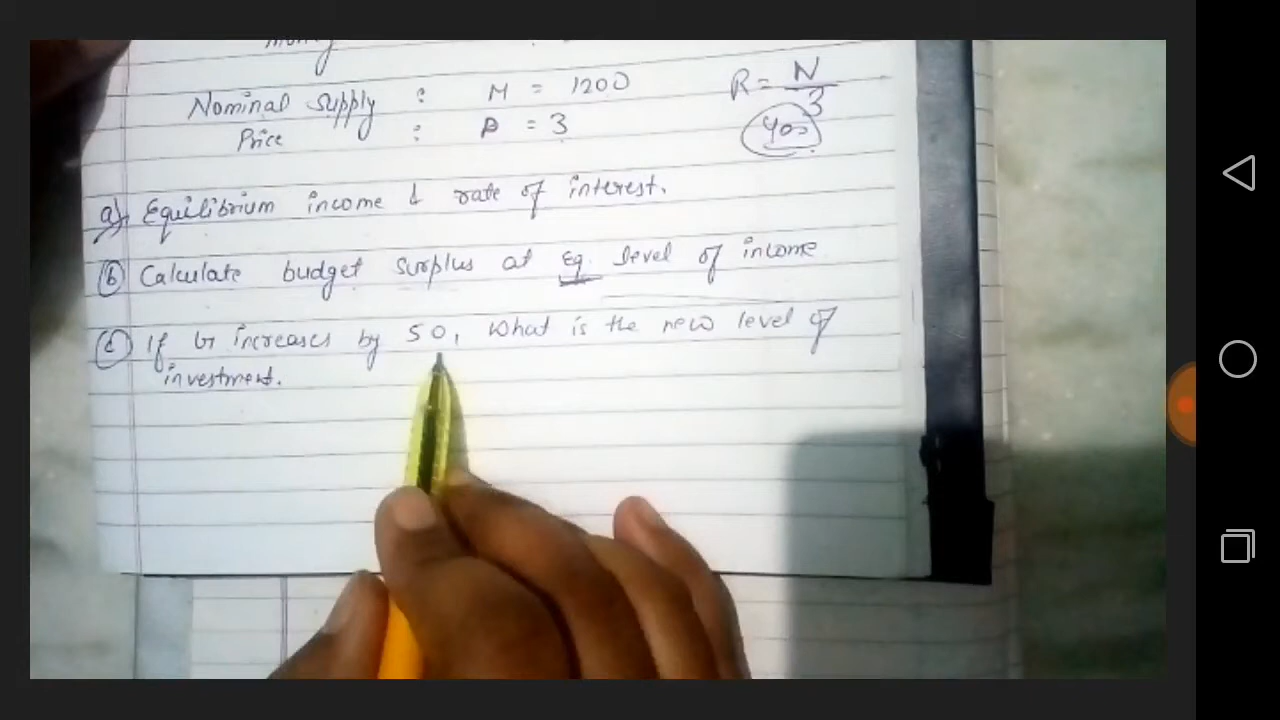 money
Nominal Supply : M = 1200 R = N/3
Price : P = 3 400
a) Equilibrium income & rate of interest.
(b) Calculate budget surplus at Eq. level of income
(c) If G increases by 50, What is the new level of
investment.